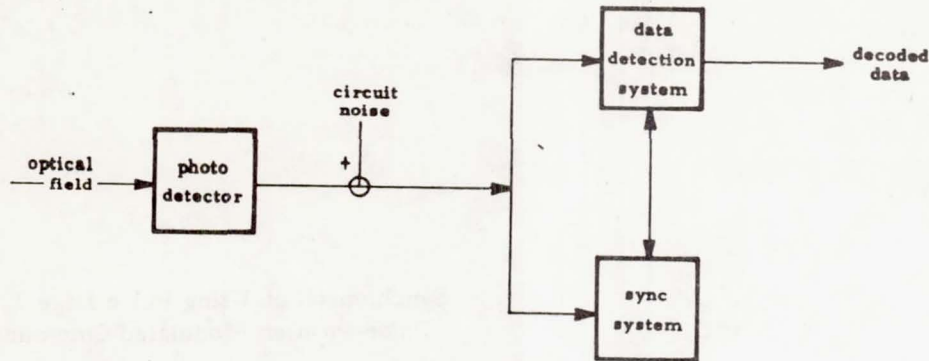 optical
field
photo
detector
circuit
noise
+
data
detection
system
decoded
data
sync
system